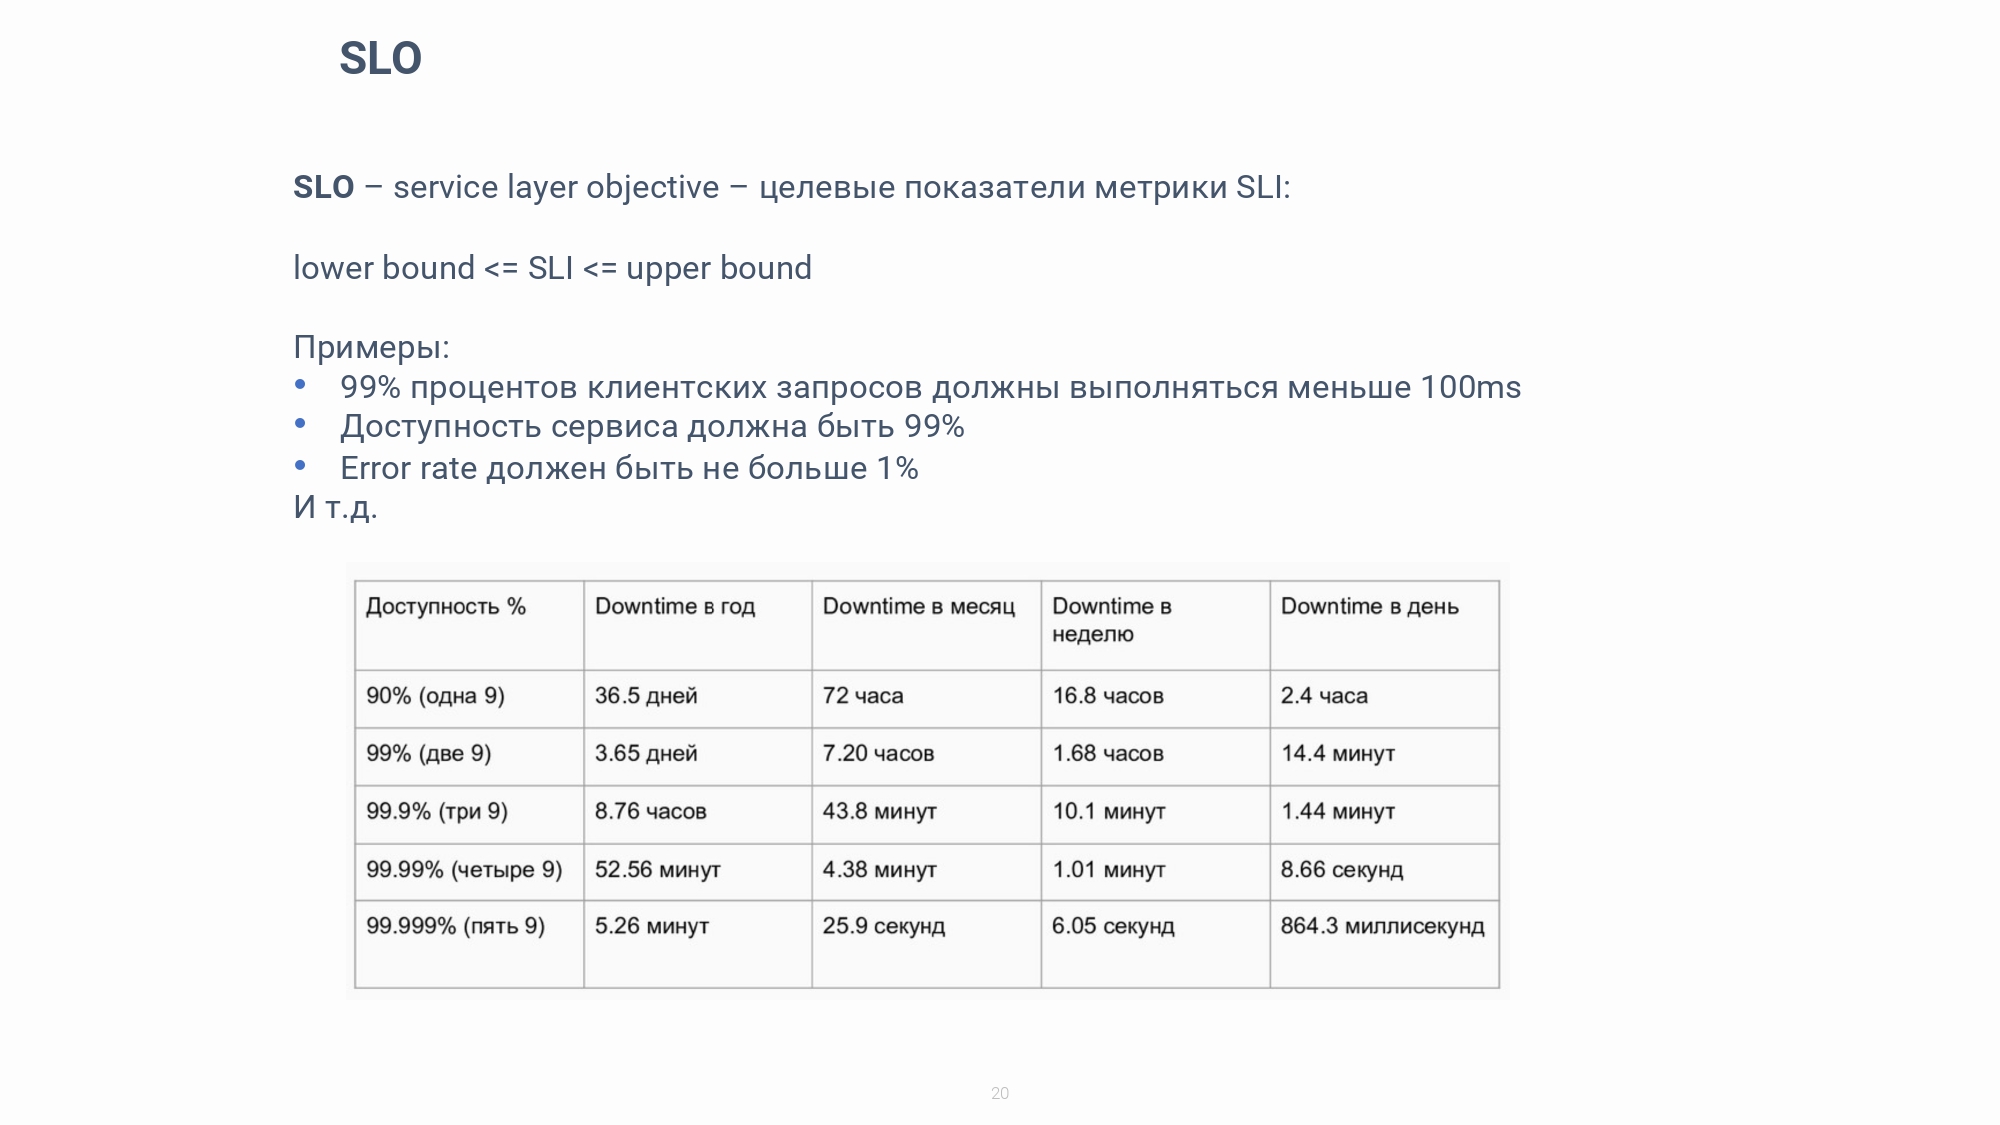 SLO
SLO – service layer objective – целевые показатели метрики SLI:
lower bound <= SLI <= upper bound
Примеры:
• 99% процентов клиентских запросов должны выполняться меньше 100ms
• Доступность сервиса должна быть 99%
• Error rate должен быть не больше 1%
И т.д.
Доступность % Downtime в год Downtime в месяц Downtime в неделю Downtime в день
90% (одна 9) 36.5 дней 72 часа 16.8 часов 2.4 часа
99% (две 9) 3.65 дней 7.20 часов 1.68 часов 14.4 минут
99.9% (три 9) 8.76 часов 43.8 минут 10.1 минут 1.44 минут
99.99% (четыре 9) 52.56 минут 4.38 минут 1.01 минут 8.66 секунд
99.999% (пять 9) 5.26 минут 25.9 секунд 6.05 секунд 864.3 миллисекунд
20